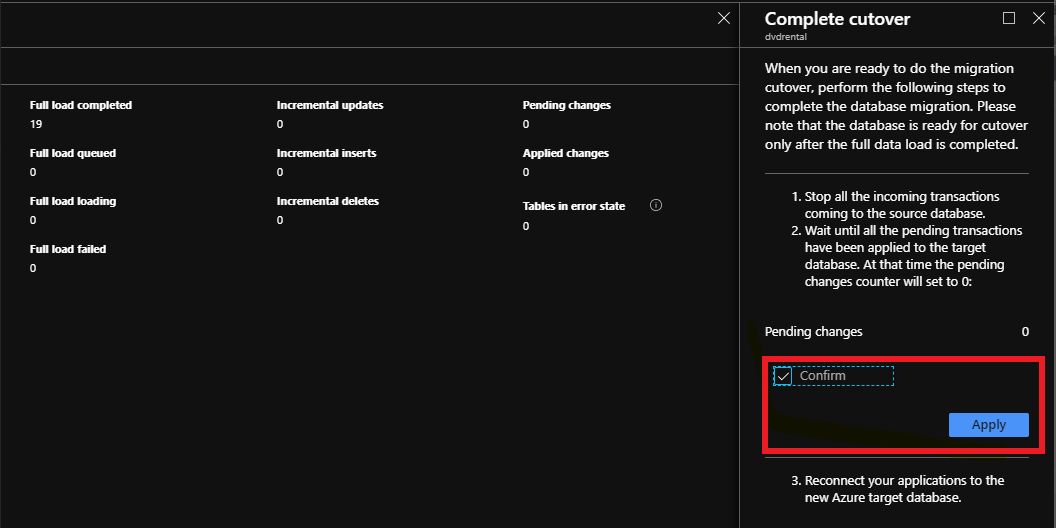 Full load completed
19
Full load queued
0
Full load loading
0
Full load failed
0
Incremental updates
0
Incremental inserts
0
Incremental deletes
0
Pending changes
0
Applied changes
0
Tables in error state
0
Complete cutover
dvdrental
When you are ready to do the migration
cutover, perform the following steps to
complete the database migration. Please
note that the database is ready for cutover
only after the full data load is completed.
1. Stop all the incoming transactions
coming to the source database.
2. Wait until all the pending transactions
have been applied to the target
database. At that time the pending
changes counter will set to 0:
Pending changes 0
Confirm
Apply
3. Reconnect your applications to the
new Azure target database.